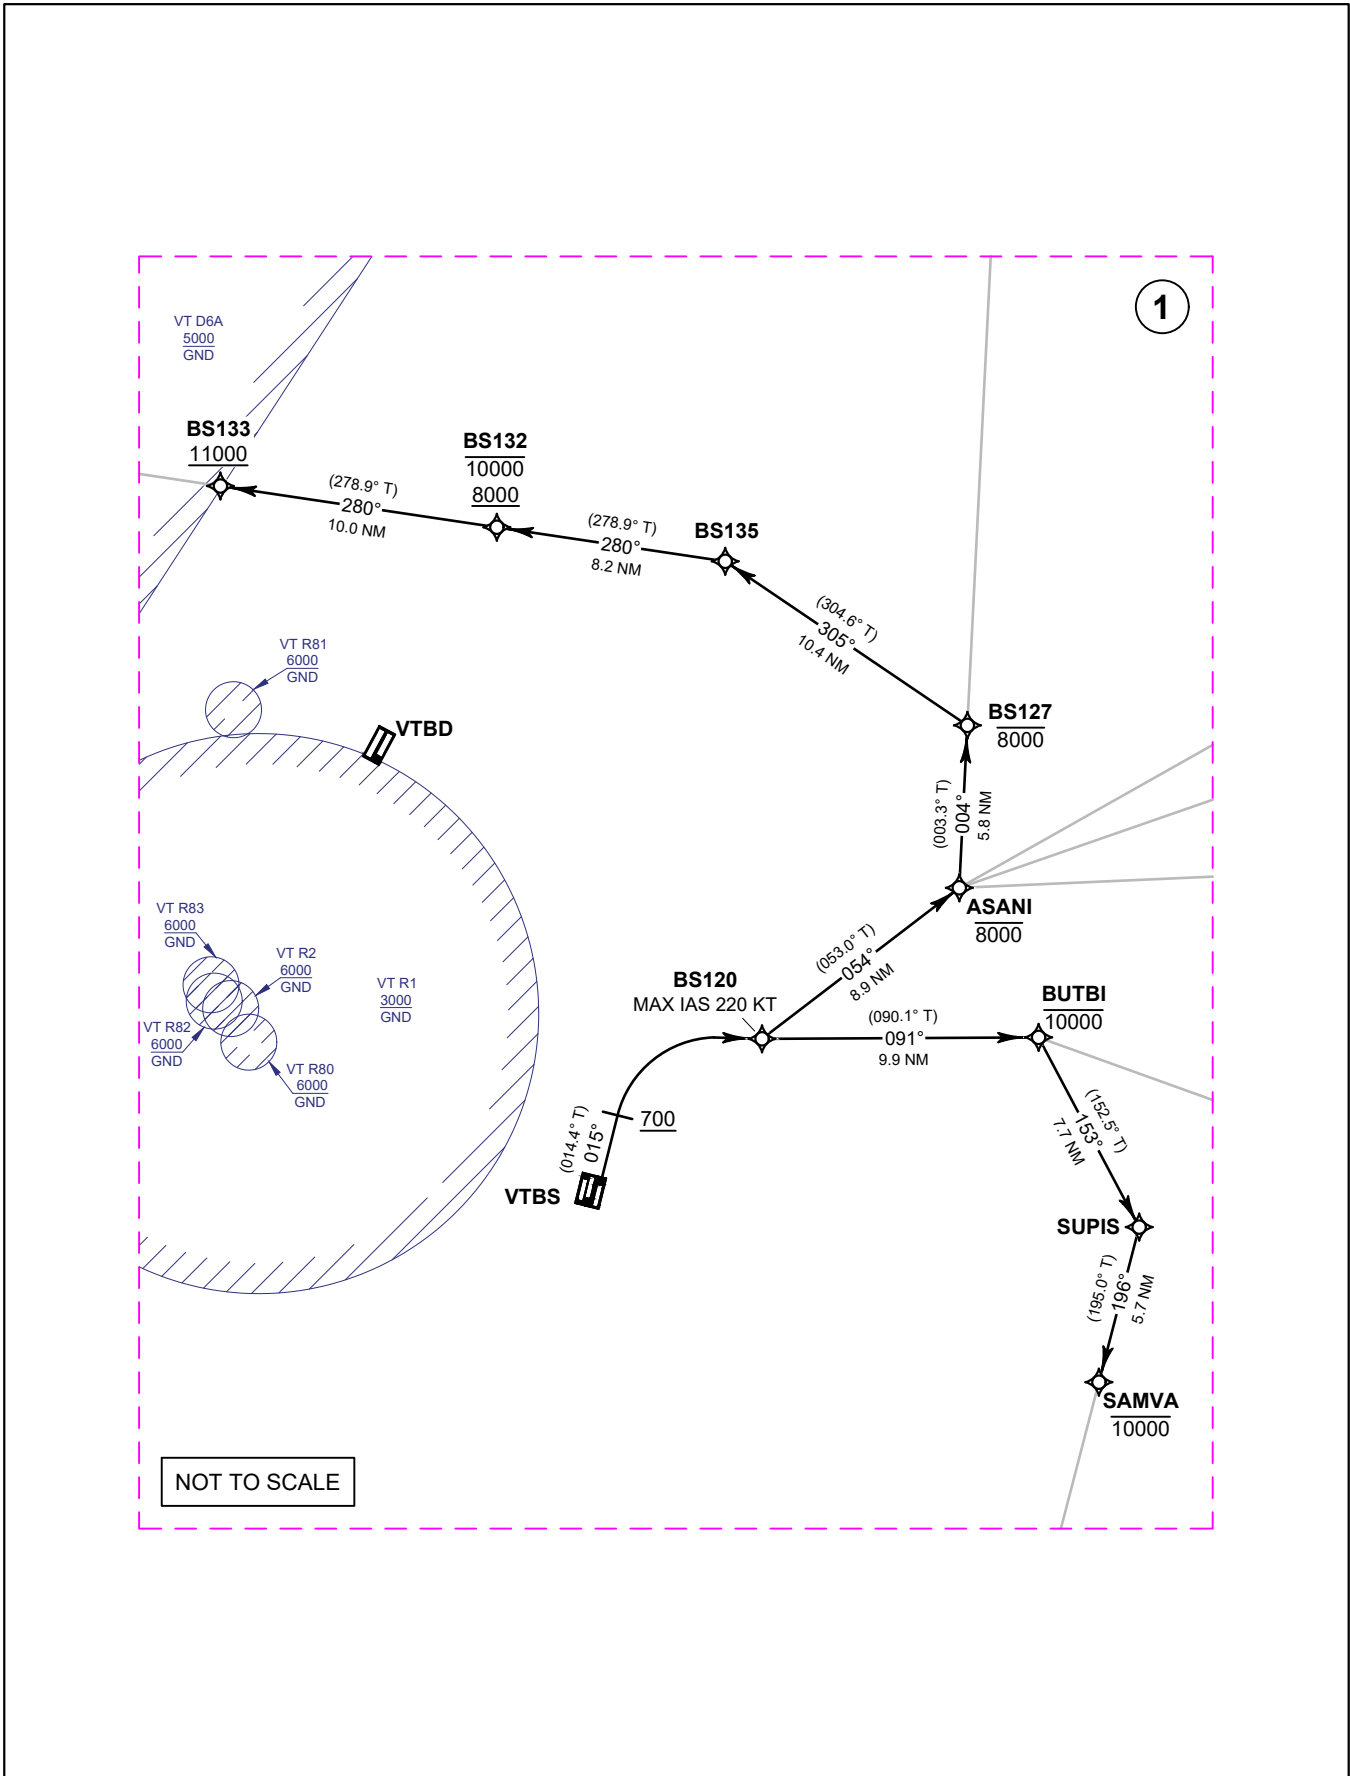 1
VT D6A
5000
GND
BS133
11000
BS132
10000
8000
(278.9° T)
280°
10.0 NM
(278.9° T)
280°
8.2 NM
BS135
(304.6° T)
305°
10.4 NM
VT R81
6000
GND
VTBD
BS127
8000
(003.3° T)
004°
5.8 NM
ASANI
8000
VT R83
6000
GND
VT R2
6000
GND
VT R1
3000
GND
VT R82
6000
GND
VT R80
6000
GND
(053.0° T)
054°
8.9 NM
BS120
MAX IAS 220 KT
BUTBI
10000
(090.1° T)
091°
9.9 NM
700
(014.4° T)
015°
VTBS
(152.5° T)
153°
7.7 NM
SUPIS
(195.0° T)
196°
5.7 NM
SAMVA
10000
NOT TO SCALE